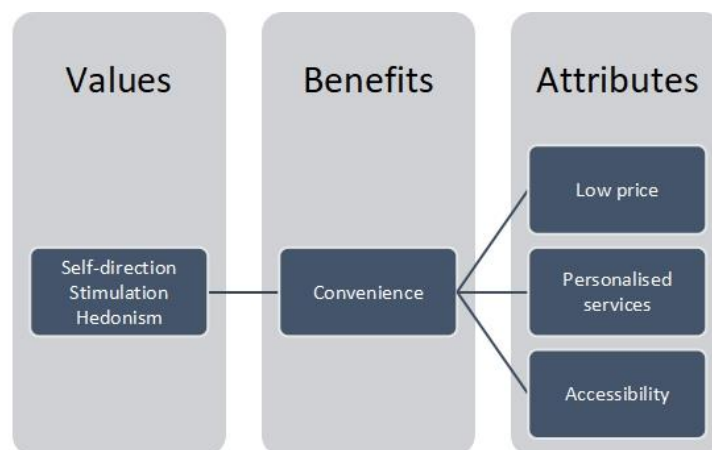 Values
Benefits
Attributes
Self-direction
Stimulation
Hedonism
Convenience
Low price
Personalised
services
Accessibility